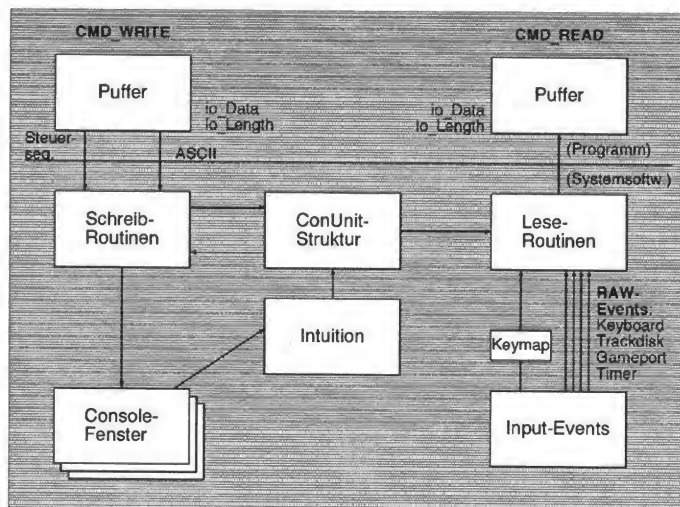 CMD_WRITE
CMD_READ
Puffer
Puffer
io_Data
Io_Length
io_Data
Io_Length
Steuer-
seq.
ASCII
(Programm)
(Systemsoftw.)
Schreib-
Routinen
ConUnit-
Struktur
Lese-
Routinen
Intuition
Keymap
RAW-
Events:
Keyboard
Trackdisk
Gameport
Timer
Console-
Fenster
Input-Events